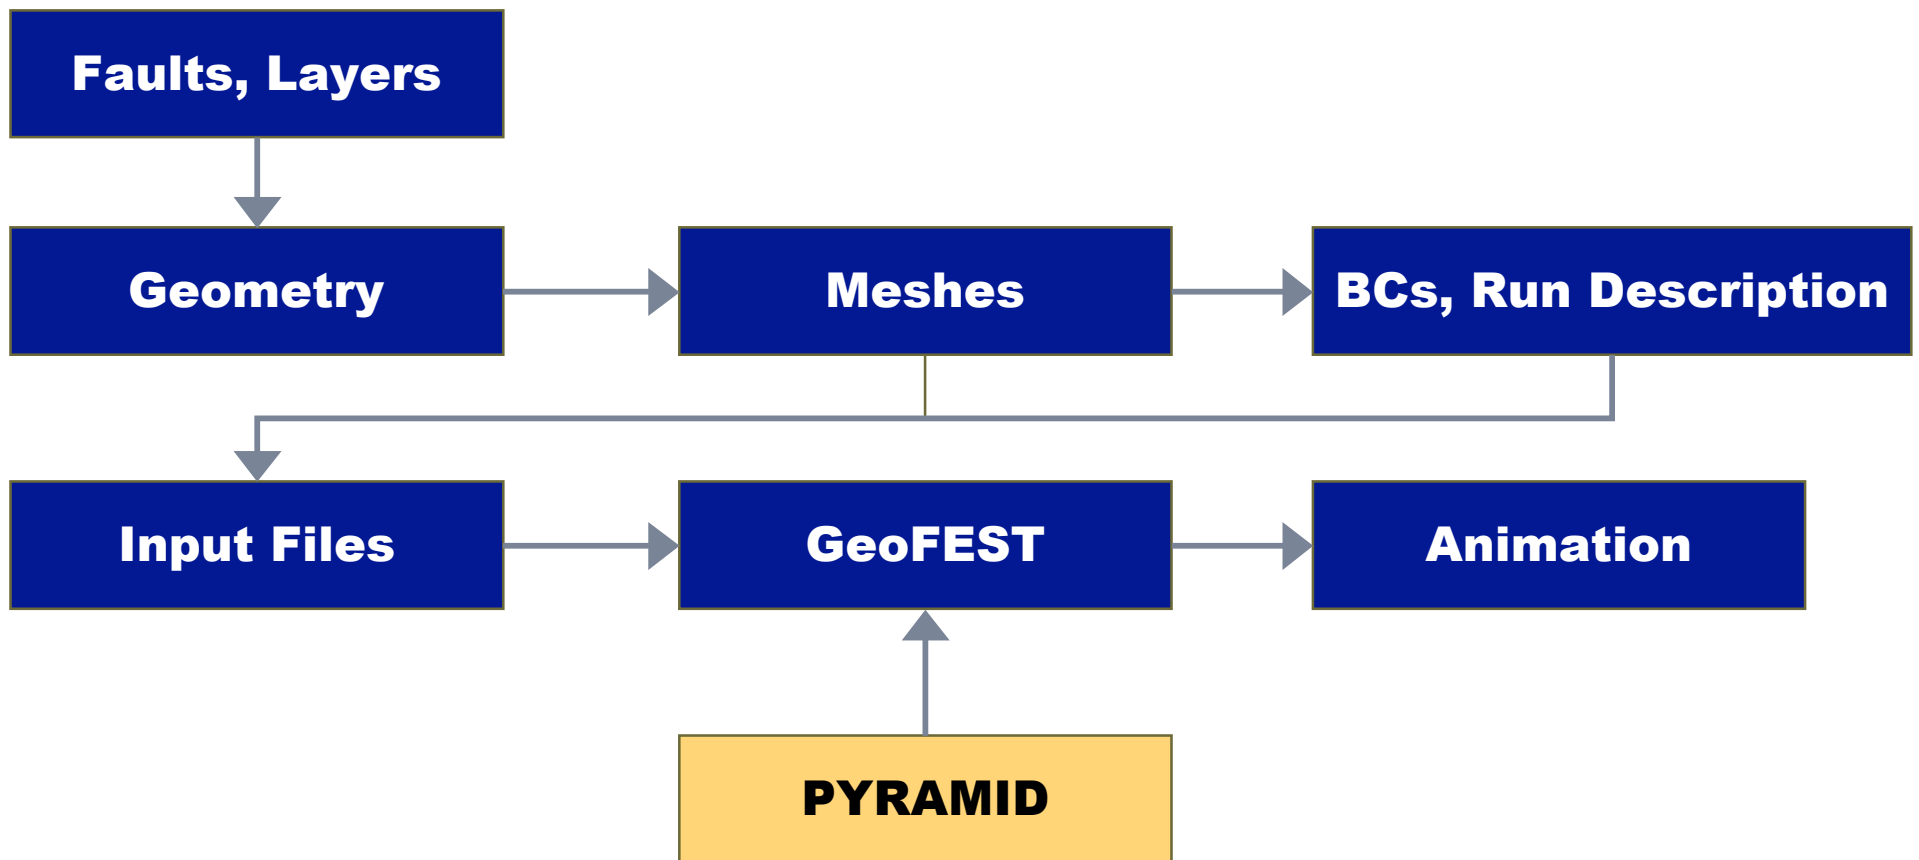 Faults, Layers
Geometry
Meshes
BCs, Run Description
Input Files
GeoFEST
Animation
PYRAMID